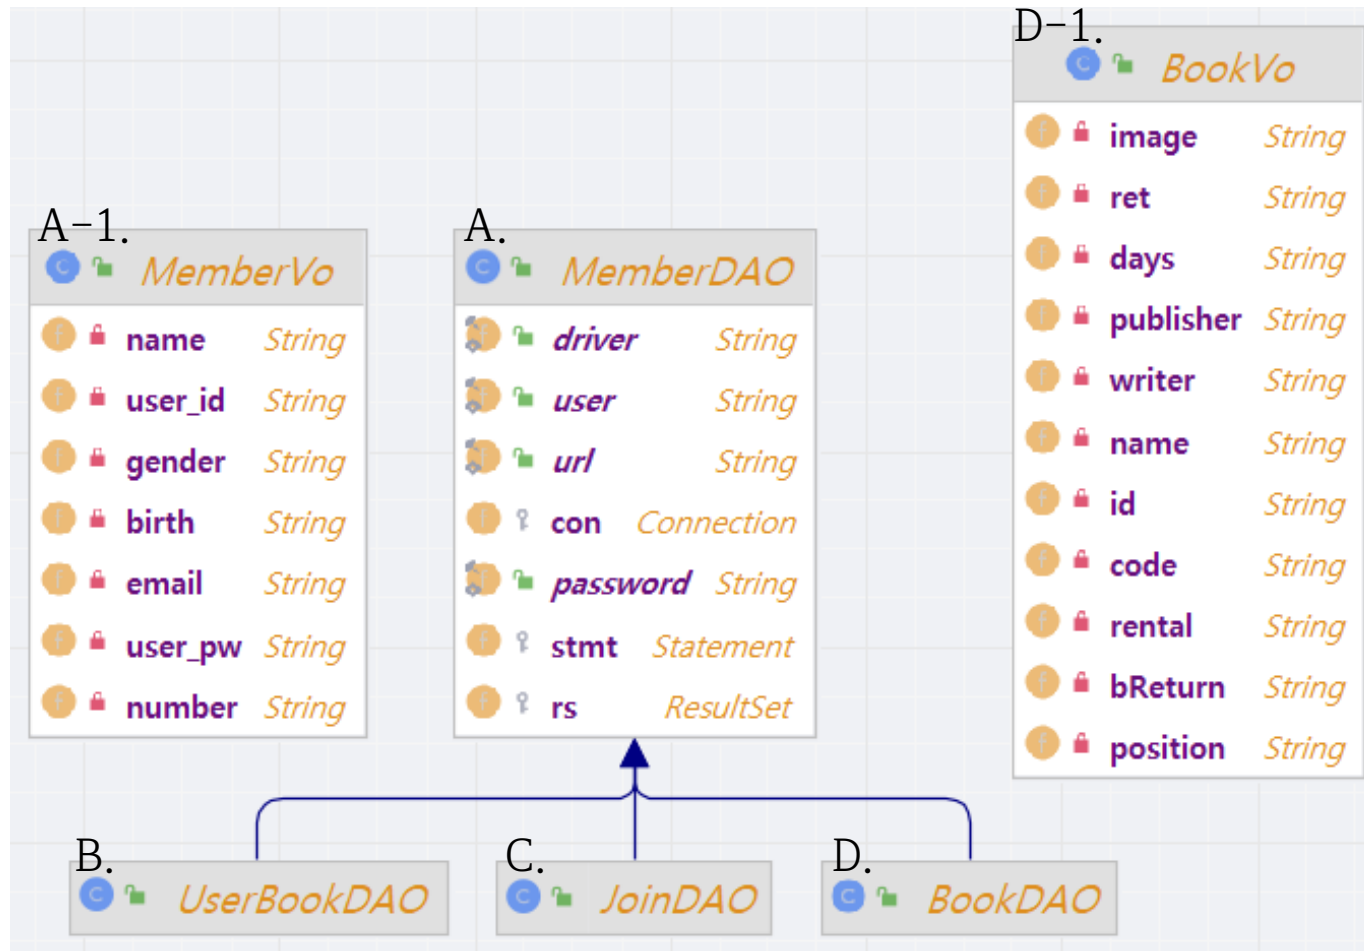 D-1.
BookVo
image String
ret String
days String
publisher String
writer String
name String
id String
code String
rental String
bReturn String
position String
A-1.
MemberVo
name String
user_id String
gender String
birth String
email String
user_pw String
number String
A.
MemberDAO
driver String
user String
url String
con Connection
password String
stmt Statement
rs ResultSet
B.
UserBookDAO
C.
JoinDAO
D.
BookDAO